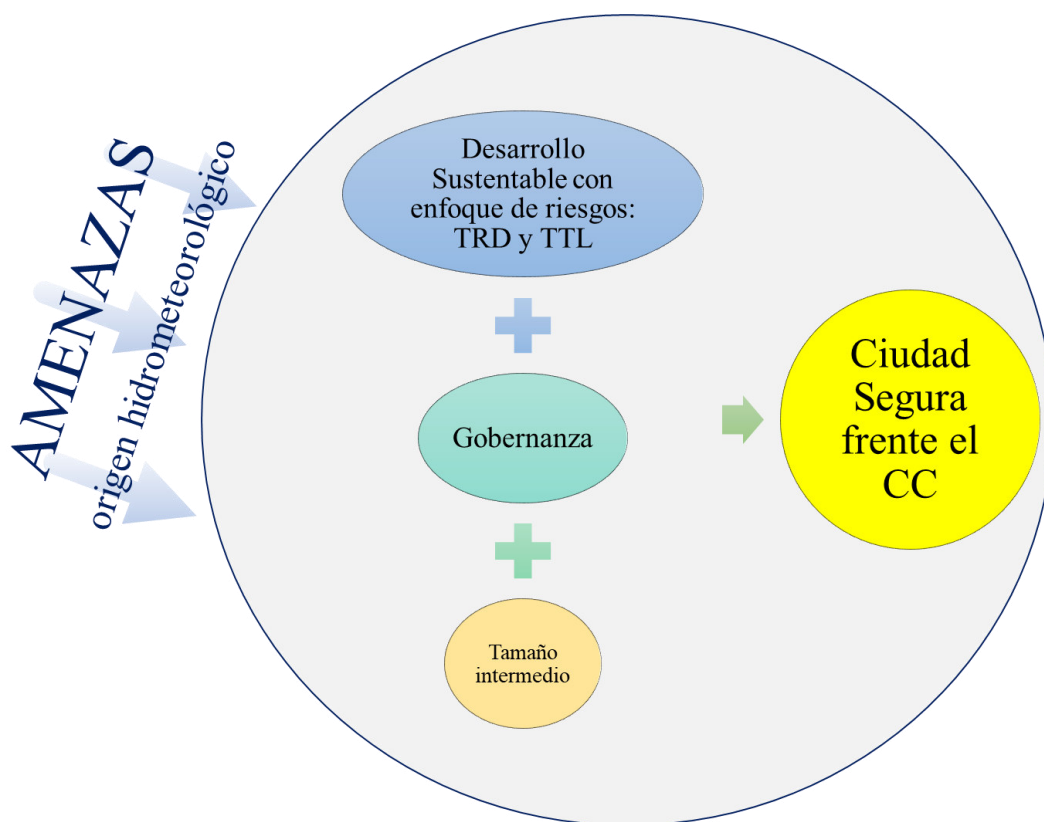 AMENAZAS
origen hidrometeorológico
Desarrollo
Sustentable con
enfoque de riesgos:
TRD y TTL
Gobernanza
Tamaño
intermedio
Ciudad
Segura
frente el
CC